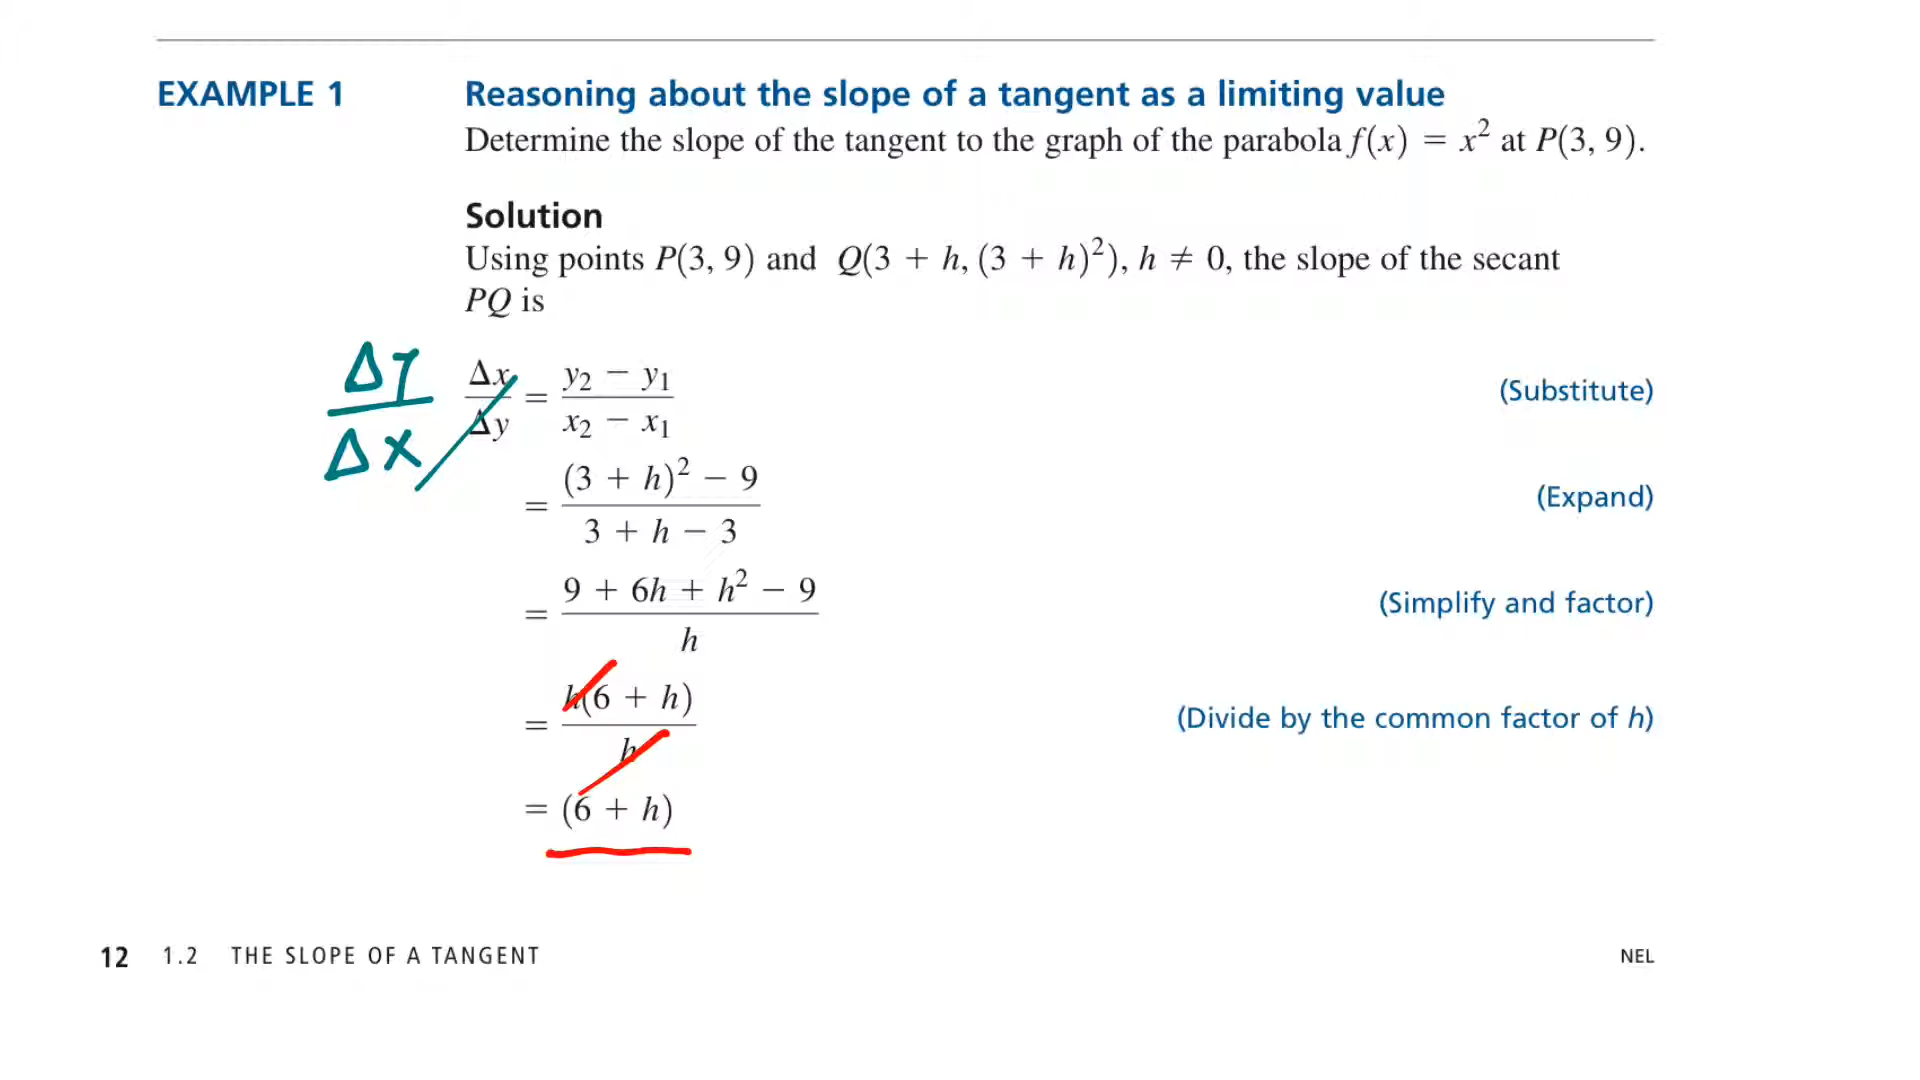 EXAMPLE 1 Reasoning about the slope of a tangent as a limiting value
Determine the slope of the tangent to the graph of the parabola f(x) = x² at P(3, 9).
Solution
Using points P(3, 9) and Q(3 + h, (3 + h)²), h ≠ 0, the slope of the secant
PQ is
Δy/Δx Δx/Δy = (y₂ − y₁)/(x₂ − x₁) (Substitute)
= ((3 + h)² − 9)/(3 + h − 3) (Expand)
= (9 + 6h + h² − 9)/h (Simplify and factor)
= h(6 + h)/h (Divide by the common factor of h)
= (6 + h)
12 1.2 THE SLOPE OF A TANGENT NEL